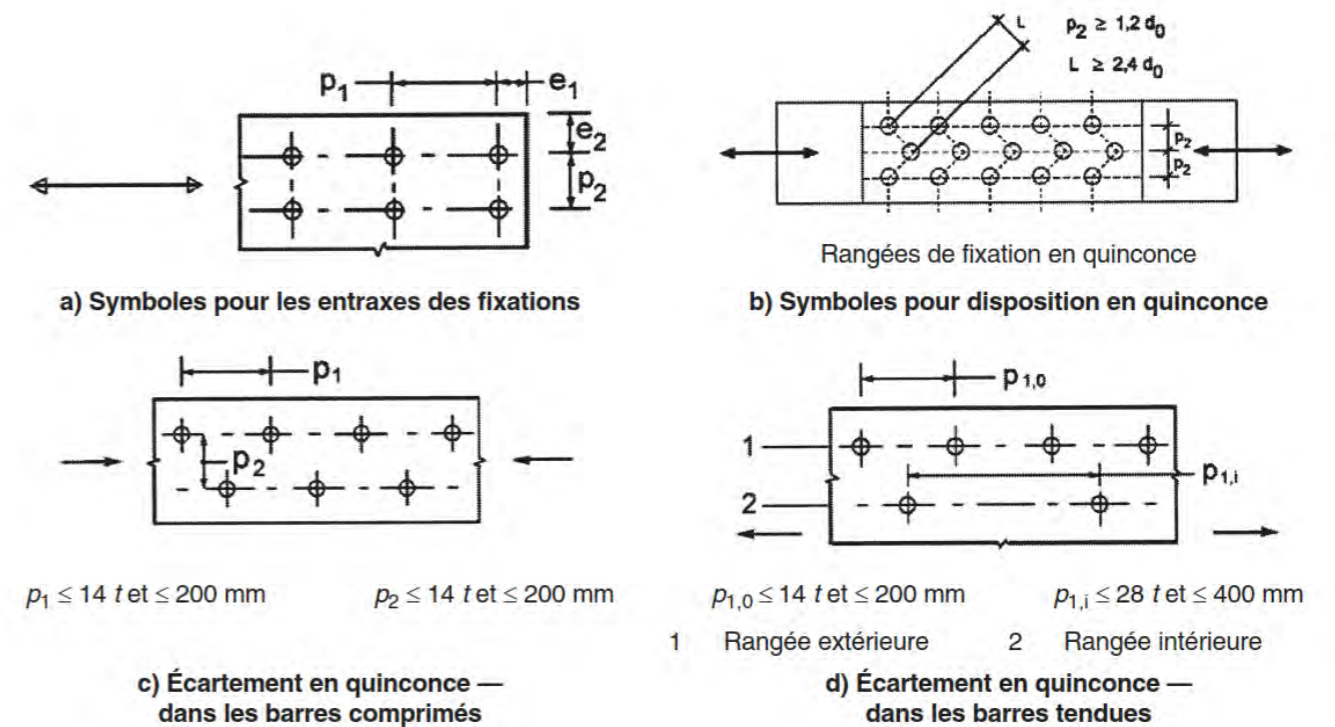 p1
e1
e2
p2
a) Symboles pour les entraxes des fixations
L
p2 ≥ 1,2 d0
L ≥ 2,4 d0
p2
p2
Rangées de fixation en quinconce
b) Symboles pour disposition en quinconce
p1
p2
p1 ≤ 14 t et ≤ 200 mm
p2 ≤ 14 t et ≤ 200 mm
c) Écartement en quinconce —
dans les barres comprimés
p1,0
1
p1,i
2
p1,0 ≤ 14 t et ≤ 200 mm
p1,i ≤ 28 t et ≤ 400 mm
1 Rangée extérieure
2 Rangée intérieure
d) Écartement en quinconce —
dans les barres tendues